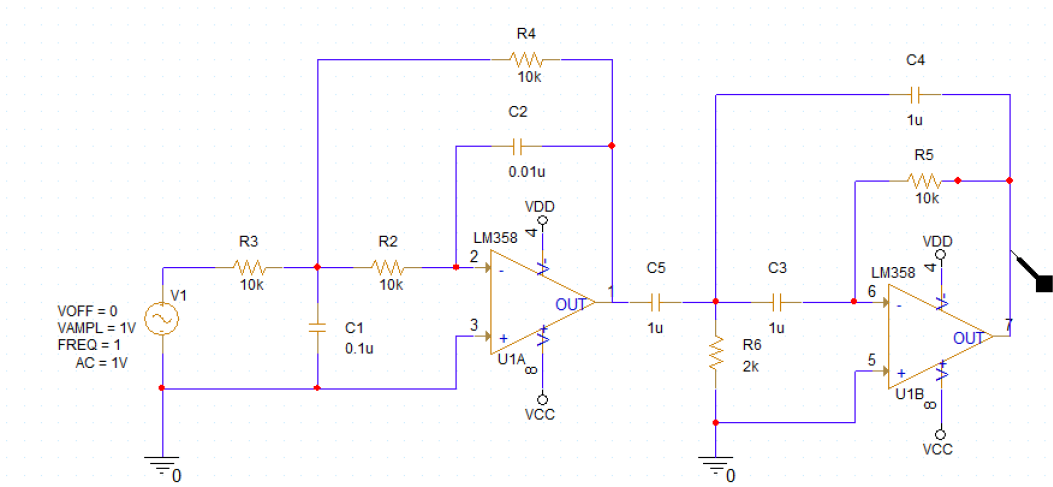 R4
10k
C2
0.01u
VDD
4
LM358
R3
10k
R2
10k
2
-
V-
OUT
1
3
+
V+
U1A
8
VCC
V1
VOFF = 0
VAMPL = 1V
FREQ = 1
AC = 1V
C1
0.1u
0
C4
1u
R5
10k
VDD
4
LM358
C5
1u
C3
1u
6
-
V-
OUT
7
5
+
V+
U1B
8
VCC
R6
2k
0